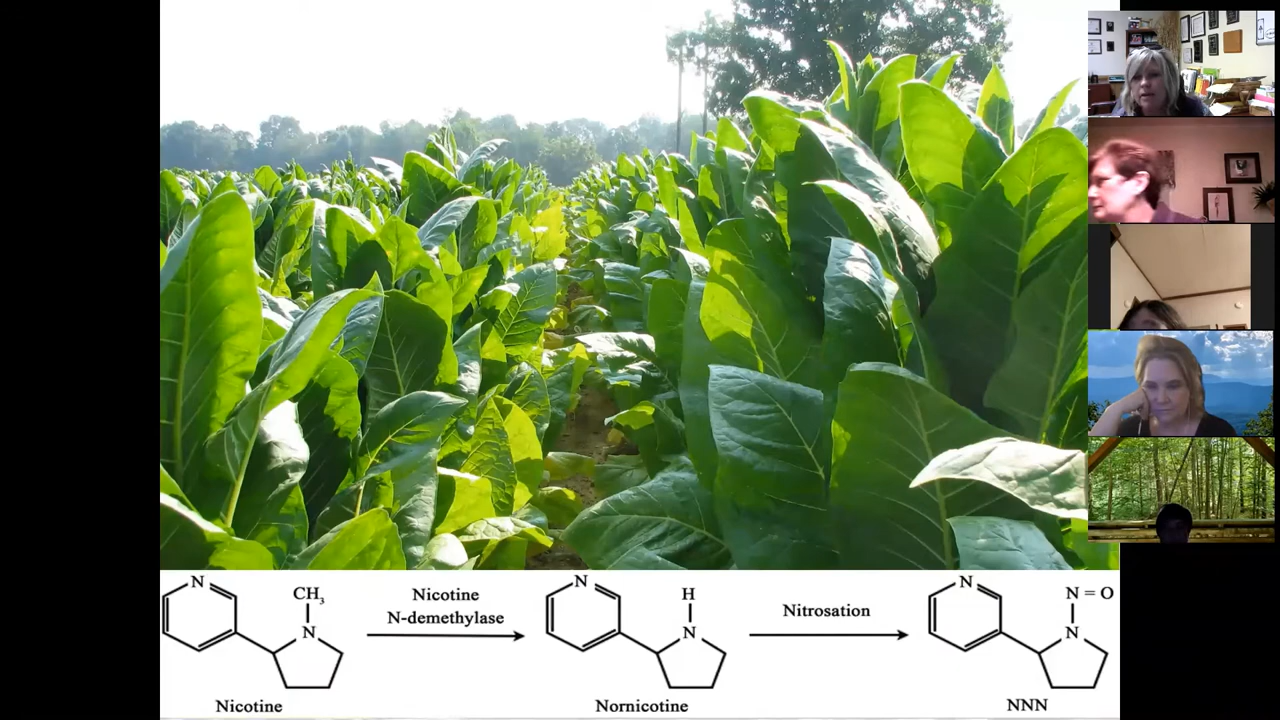 N
CH₃
N
Nicotine
Nicotine
N-demethylase
N
H
N
Nornicotine
Nitrosation
N
N = O
N
NNN